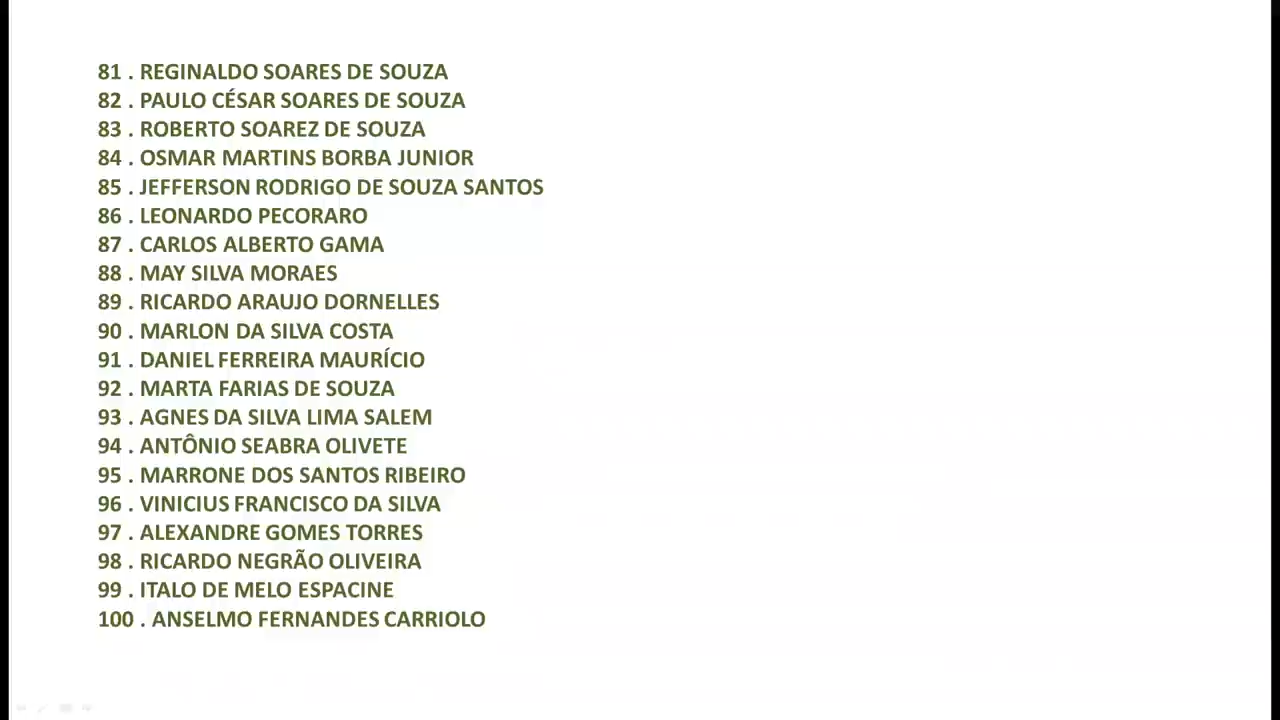 81 . REGINALDO SOARES DE SOUZA
82 . PAULO CÉSAR SOARES DE SOUZA
83 . ROBERTO SOAREZ DE SOUZA
84 . OSMAR MARTINS BORBA JUNIOR
85 . JEFFERSON RODRIGO DE SOUZA SANTOS
86 . LEONARDO PECORARO
87 . CARLOS ALBERTO GAMA
88 . MAY SILVA MORAES
89 . RICARDO ARAUJO DORNELLES
90 . MARLON DA SILVA COSTA
91 . DANIEL FERREIRA MAURÍCIO
92 . MARTA FARIAS DE SOUZA
93 . AGNES DA SILVA LIMA SALEM
94 . ANTÔNIO SEABRA OLIVETE
95 . MARRONE DOS SANTOS RIBEIRO
96 . VINICIUS FRANCISCO DA SILVA
97 . ALEXANDRE GOMES TORRES
98 . RICARDO NEGRÃO OLIVEIRA
99 . ITALO DE MELO ESPACINE
100 . ANSELMO FERNANDES CARRIOLO